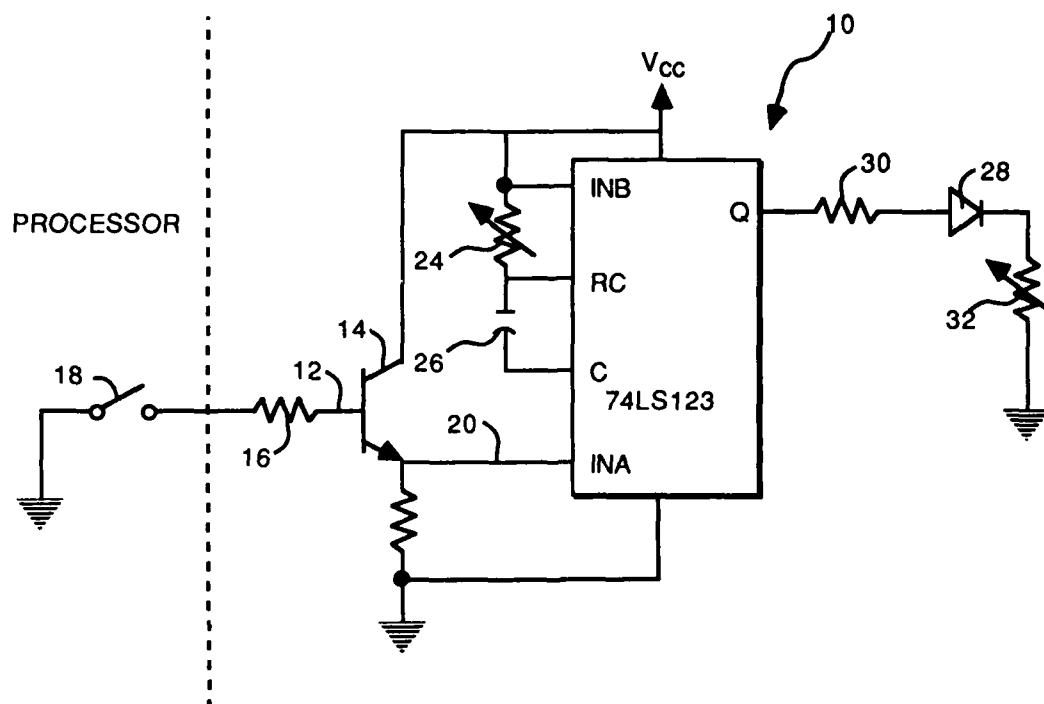 10
VCC
30
28
INB
Q
PROCESSOR
24
RC
32
14
26
18
12
C
74LS123
20
16
INA